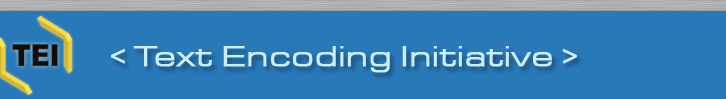 TEI
< Text Encoding Initiative >